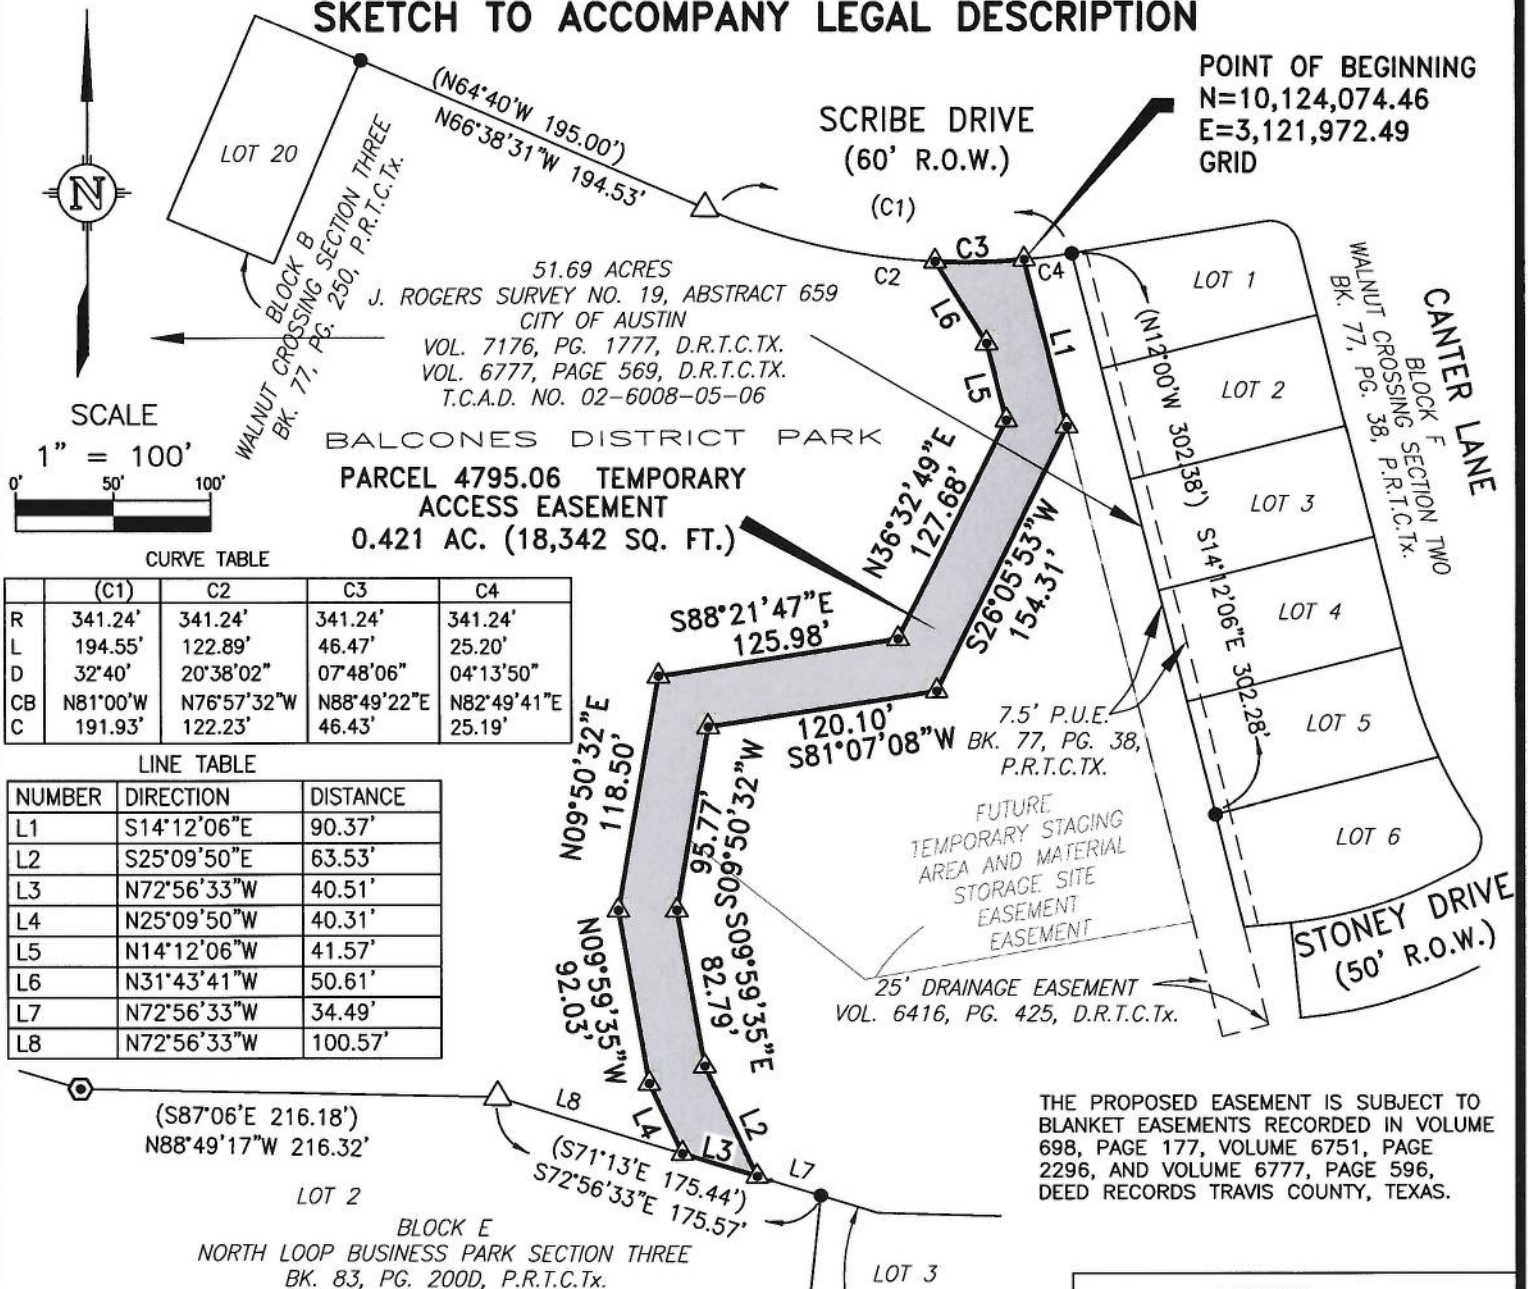 SKETCH TO ACCOMPANY LEGAL DESCRIPTION
N
SCALE
1" = 100'
0' 50' 100'
LOT 20
BLOCK B
WALNUT CROSSING SECTION THREE
BK. 77, PG. 250, P.R.T.C.Tx.
(N64°40'W 195.00')
N66°38'31"W 194.53'
SCRIBE DRIVE
(60' R.O.W.)
(C1)
POINT OF BEGINNING
N=10,124,074.46
E=3,121,972.49
GRID
C2
C3
C4
L6
L1
L5
51.69 ACRES
J. ROGERS SURVEY NO. 19, ABSTRACT 659
CITY OF AUSTIN
VOL. 7176, PG. 1777, D.R.T.C.TX.
VOL. 6777, PAGE 569, D.R.T.C.TX.
T.C.A.D. NO. 02-6008-05-06
BALCONES DISTRICT PARK
PARCEL 4795.06 TEMPORARY
ACCESS EASEMENT
0.421 AC. (18,342 SQ. FT.)
LOT 1
LOT 2
LOT 3
LOT 4
LOT 5
LOT 6
(N12°00'W 302.38')
S14°12'06"E 302.28'
BLOCK F
WALNUT CROSSING SECTION TWO
BK. 77, PG. 38, P.R.T.C.Tx.
CANTER LANE
STONEY DRIVE
(50' R.O.W.)
N36°32'49"E
127.68'
S26°05'53"W
154.31'
S88°21'47"E
125.98'
120.10'
S81°07'08"W
N09°50'32"E
118.50'
95.77'
S09°50'32"W
N09°59'35"W
92.03'
S09°59'35"E
82.79'
7.5' P.U.E.
BK. 77, PG. 38,
P.R.T.C.TX.
FUTURE
TEMPORARY STAGING
AREA AND MATERIAL
STORAGE SITE
EASEMENT
EASEMENT
25' DRAINAGE EASEMENT
VOL. 6416, PG. 425, D.R.T.C.Tx.
CURVE TABLE
(C1) C2 C3 C4
R 341.24' 341.24' 341.24' 341.24'
L 194.55' 122.89' 46.47' 25.20'
D 32°40' 20°38'02" 07°48'06" 04°13'50"
CB N81°00'W N76°57'32"W N88°49'22"E N82°49'41"E
C 191.93' 122.23' 46.43' 25.19'
LINE TABLE
NUMBER DIRECTION DISTANCE
L1 S14°12'06"E 90.37'
L2 S25°09'50"E 63.53'
L3 N72°56'33"W 40.51'
L4 N25°09'50"W 40.31'
L5 N14°12'06"W 41.57'
L6 N31°43'41"W 50.61'
L7 N72°56'33"W 34.49'
L8 N72°56'33"W 100.57'
(S87°06'E 216.18')
N88°49'17"W 216.32'
L8
L4
L3
L2
L7
(S71°13'E 175.44')
S72°56'33"E 175.57'
LOT 2
BLOCK E
NORTH LOOP BUSINESS PARK SECTION THREE
BK. 83, PG. 200D, P.R.T.C.Tx.
LOT 3
THE PROPOSED EASEMENT IS SUBJECT TO
BLANKET EASEMENTS RECORDED IN VOLUME
698, PAGE 177, VOLUME 6751, PAGE
2296, AND VOLUME 6777, PAGE 596,
DEED RECORDS TRAVIS COUNTY, TEXAS.